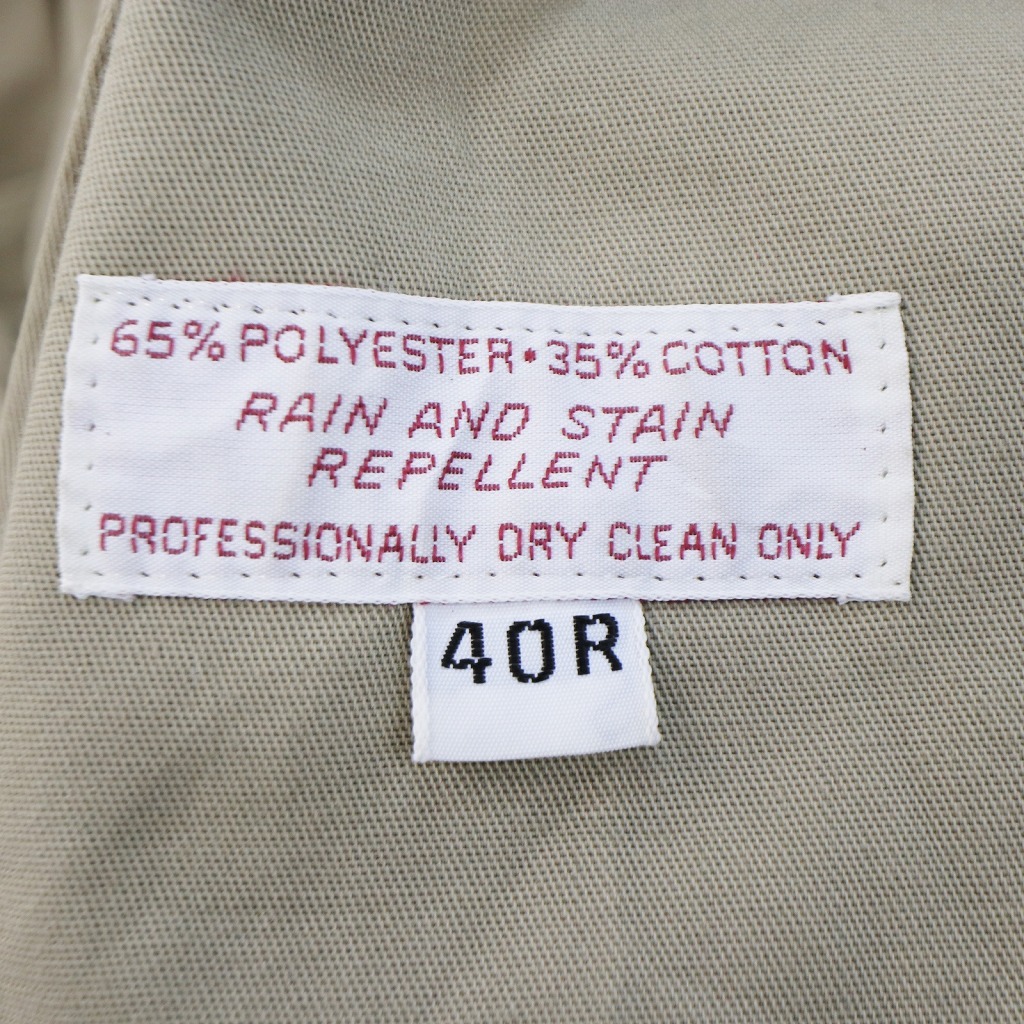 65% POLYESTER • 35% COTTON
RAIN AND STAIN
REPELLENT
PROFESSIONALLY DRY CLEAN ONLY
40R